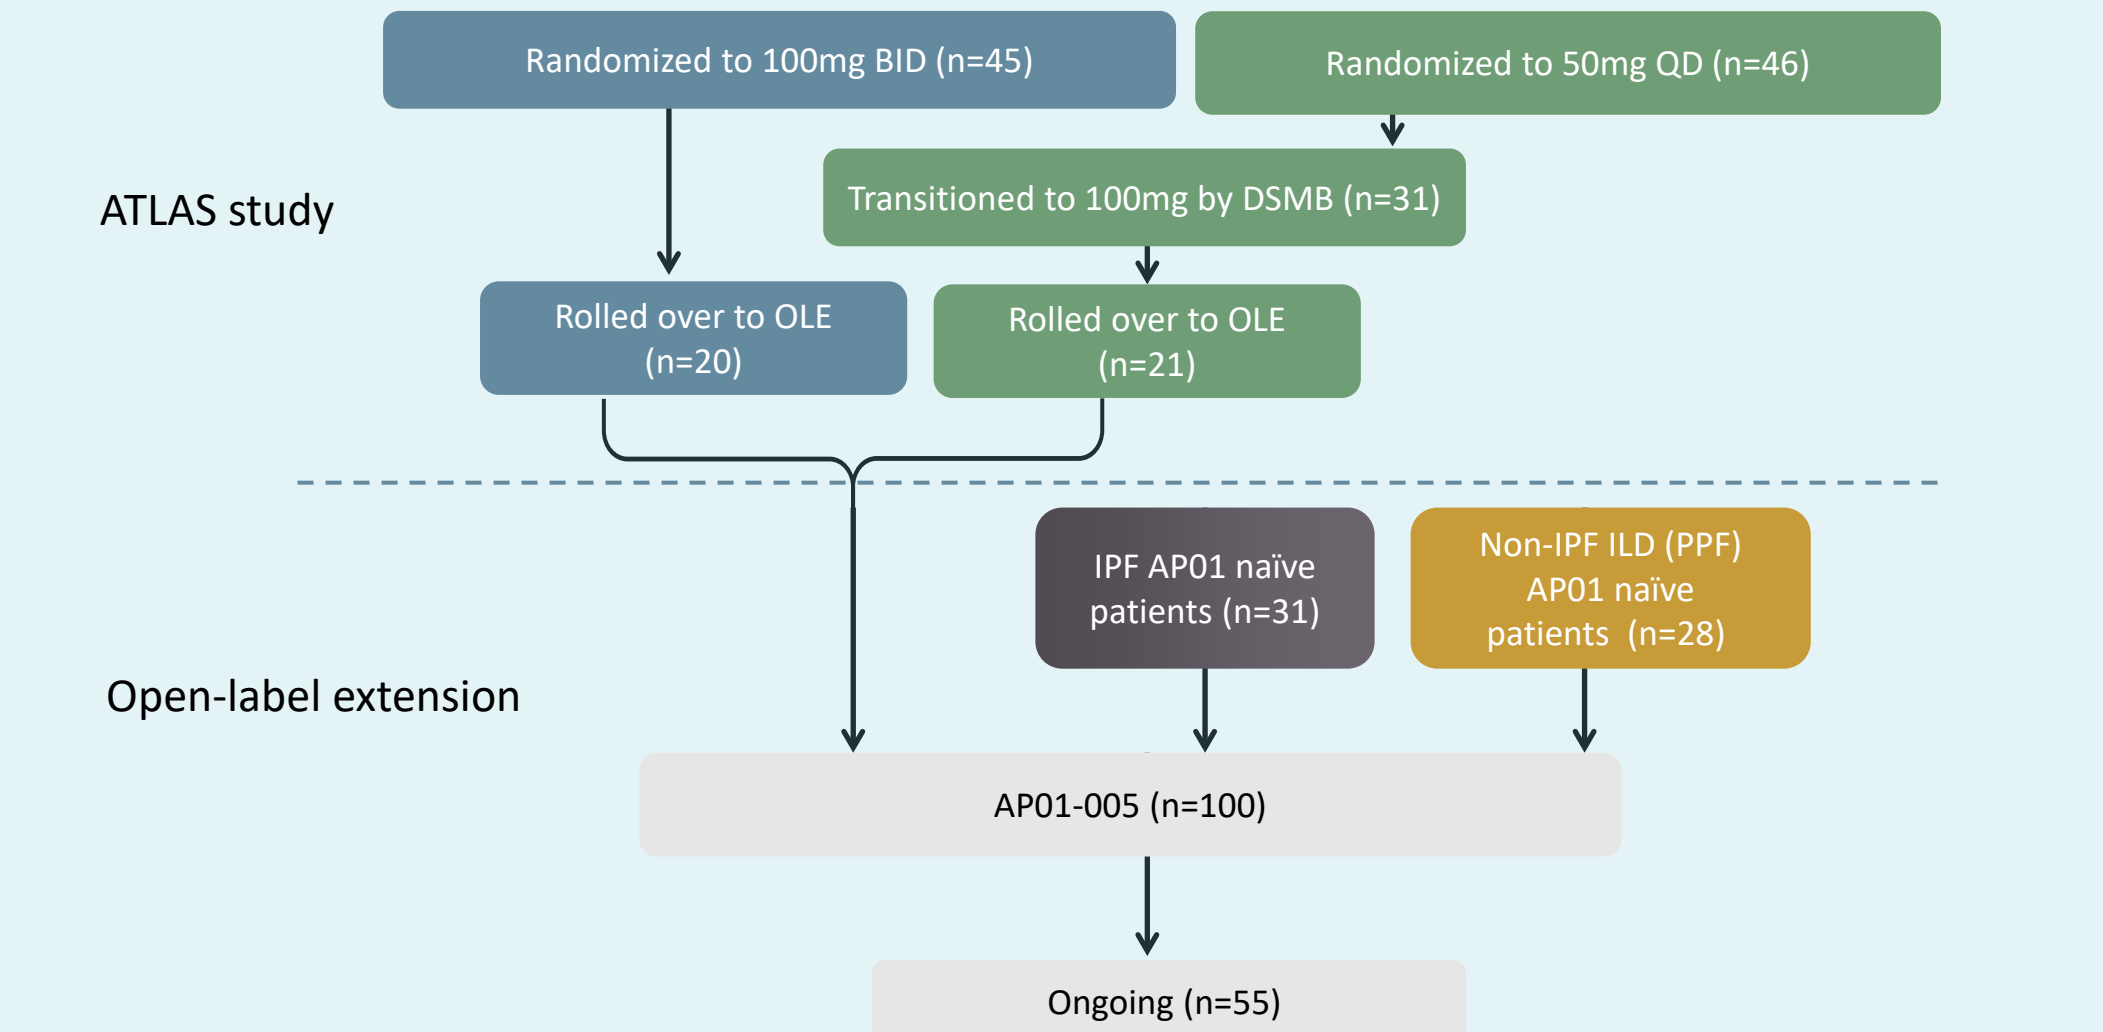 Randomized to 100mg BID (n=45)
Randomized to 50mg QD (n=46)
Transitioned to 100mg by DSMB (n=31)
ATLAS study
Rolled over to OLE
(n=20)
Rolled over to OLE
(n=21)
IPF AP01 naïve
patients (n=31)
Non-IPF ILD (PPF)
AP01 naïve
patients (n=28)
Open-label extension
AP01-005 (n=100)
Ongoing (n=55)